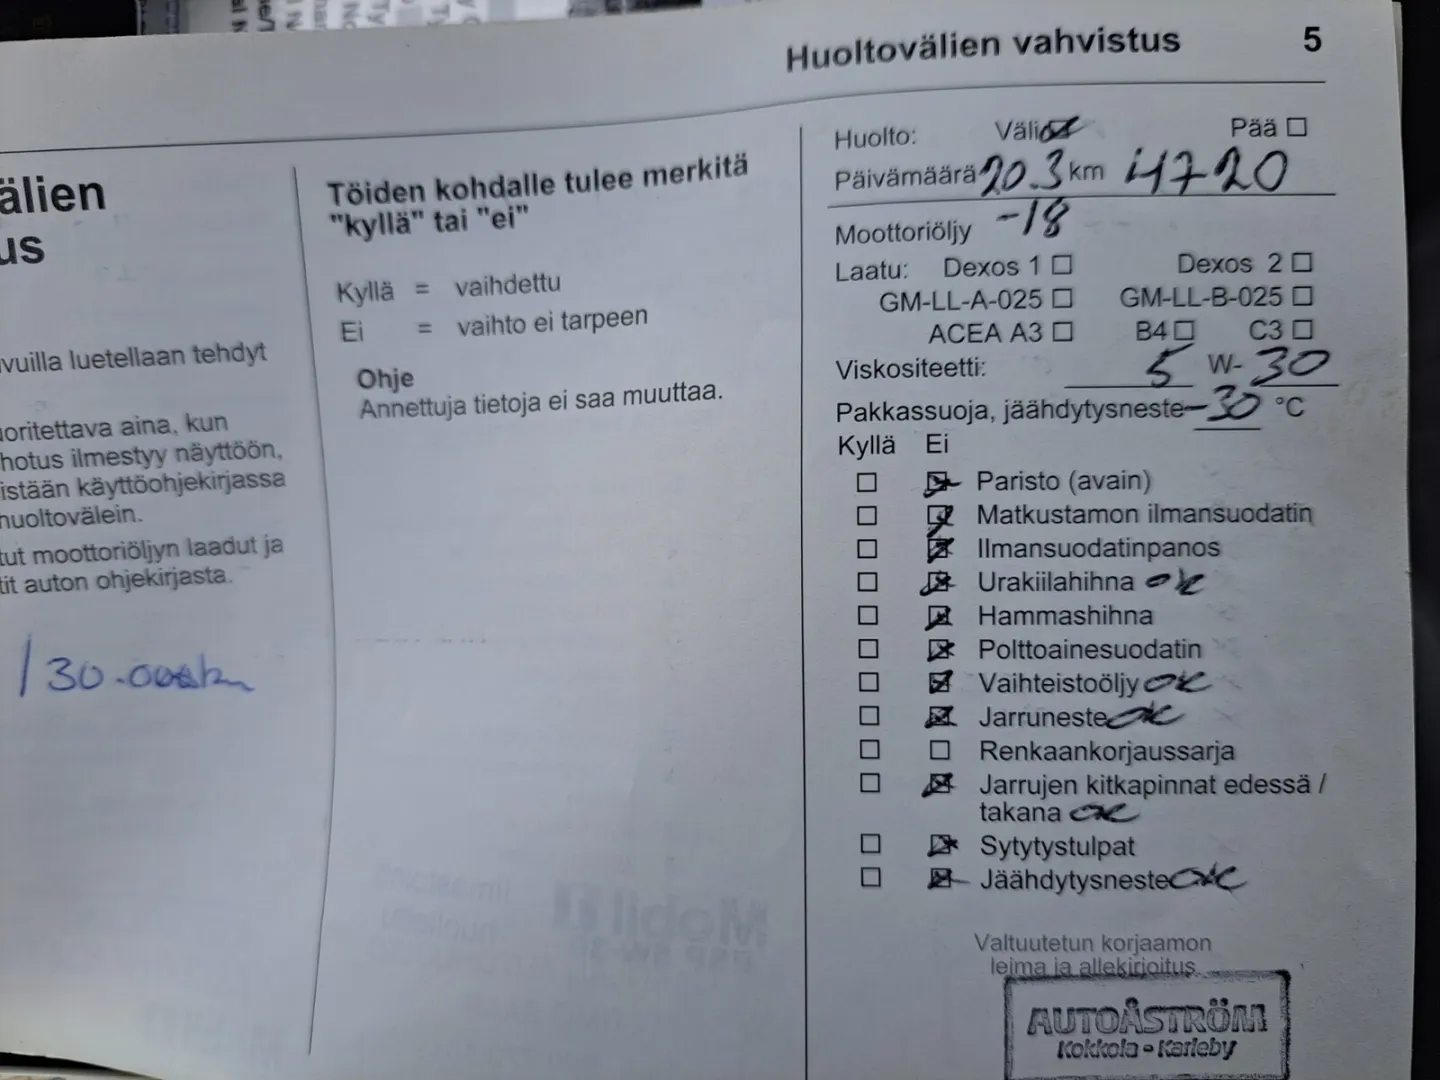 Huoltovälien vahvistus 5
älien
us
vuilla luetellaan tehdyt
oritettava aina, kun
hotus ilmestyy näyttöön,
istään käyttöohjekirjassa
huoltovälein.
tut moottoriöljyn laadut ja
tit auton ohjekirjasta.
/30.000km
Töiden kohdalle tulee merkitä
"kyllä" tai "ei"
Kyllä = vaihdettu
Ei = vaihto ei tarpeen
Ohje
Annettuja tietoja ei saa muuttaa.
Huolto: Väli Pää
Päivämäärä 20.3 km 4720
-18
Moottoriöljy
Laatu: Dexos 1 Dexos 2
GM-LL-A-025 GM-LL-B-025
ACEA A3 B4 C3
Viskositeetti: 5 W- 30
Pakkassuoja, jäähdytysneste -30 °C
Kyllä Ei
Paristo (avain)
Matkustamon ilmansuodatin
Ilmansuodatinpanos
Urakiilahihna ok
Hammashihna
Polttoainesuodatin
Vaihteistoöljy ok
Jarruneste ok
Renkaankorjaussarja
Jarrujen kitkapinnat edessä /
takana ok
Sytytystulpat
Jäähdytysneste ok
Valtuutetun korjaamon
leima ja allekirjoitus
AUTOÅSTRÖM
Kokkola - Karleby